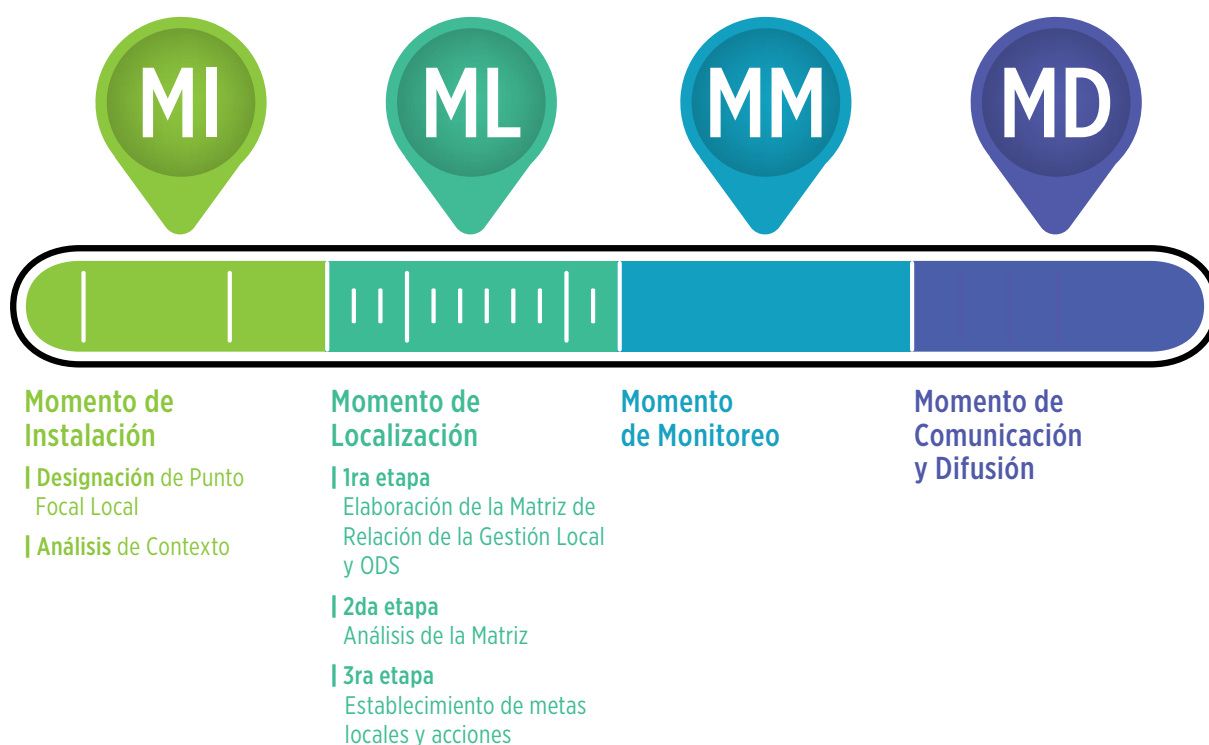 MI
ML
MM
MD
Momento de
Instalación
| Designación de Punto
Focal Local
| Análisis de Contexto
Momento de
Localización
| 1ra etapa
Elaboración de la Matriz de
Relación de la Gestión Local
y ODS
| 2da etapa
Análisis de la Matriz
| 3ra etapa
Establecimiento de metas
locales y acciones
Momento
de Monitoreo
Momento de
Comunicación
y Difusión